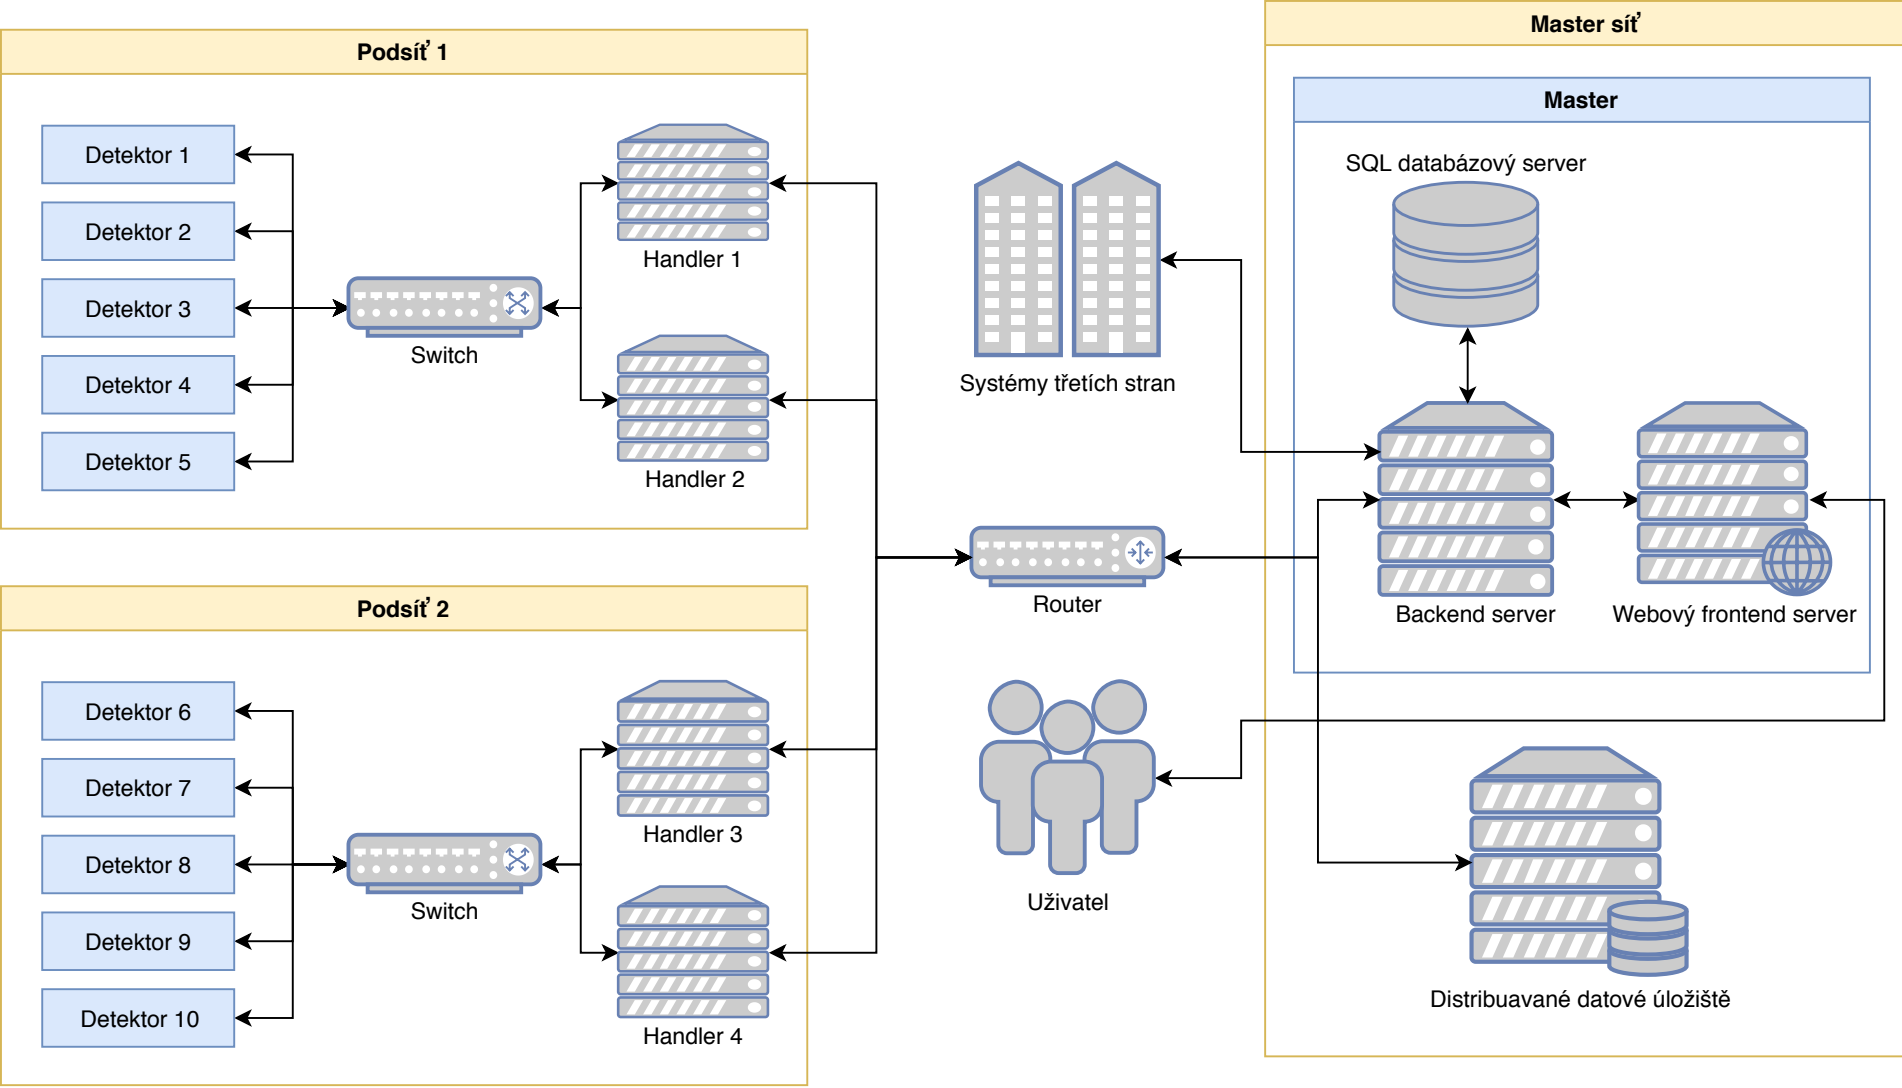 Podsíť 1
Detektor 1
Detektor 2
Detektor 3
Detektor 4
Detektor 5
Switch
Handler 1
Handler 2
Podsíť 2
Detektor 6
Detektor 7
Detektor 8
Detektor 9
Detektor 10
Switch
Handler 3
Handler 4
Systémy třetích stran
Router
Uživatel
Master síť
Master
SQL databázový server
Backend server
Webový frontend server
Distribuavané datové úložiště